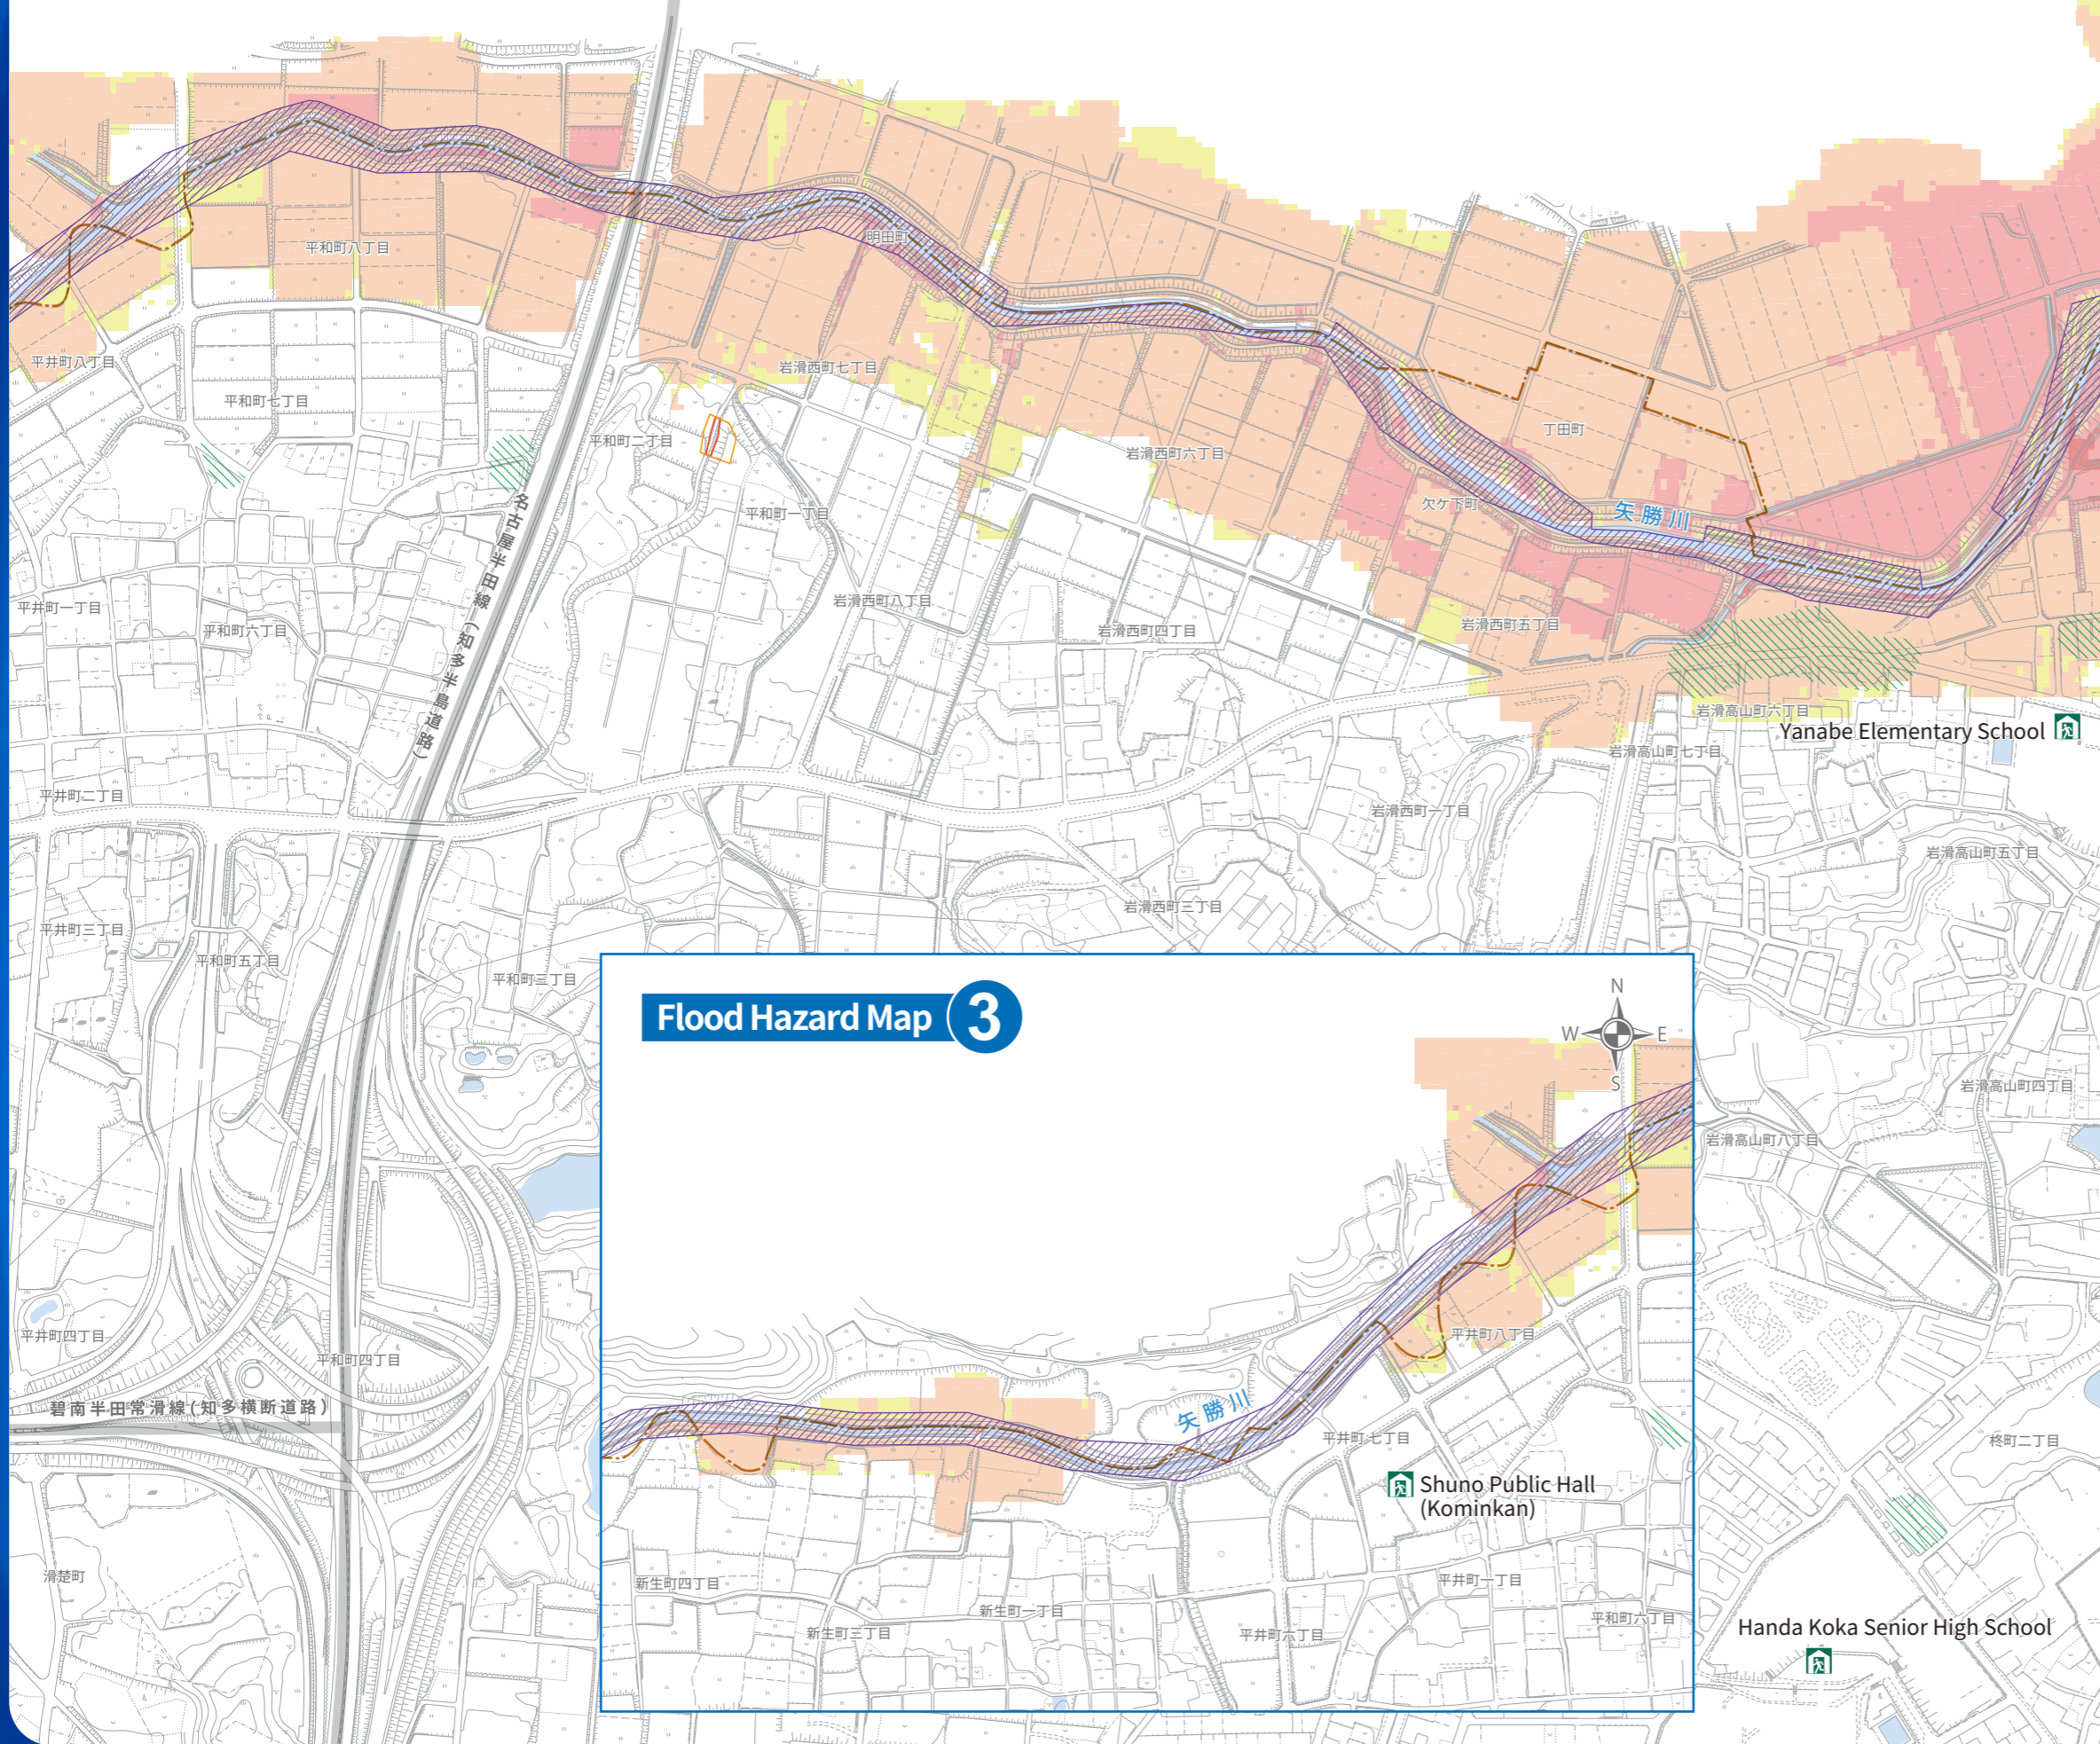 明田町
平和町八丁目
平井町八丁目
岩滑西町七丁目
平和町七丁目
平和町二丁目
岩滑西町六丁目
丁田町
欠ケ下町
矢勝川
平和町一丁目
名古屋半田線(知多半島道路)
岩滑西町八丁目
平井町一丁目
平和町六丁目
岩滑西町四丁目
岩滑西町五丁目
岩滑高山町六丁目
Yanabe Elementary School
岩滑高山町七丁目
平井町二丁目
岩滑西町一丁目
岩滑高山町五丁目
岩滑西町三丁目
平井町三丁目
平和町五丁目
平和町三丁目
Flood Hazard Map 3
N
W
E
S
岩滑高山町四丁目
岩滑高山町八丁目
平井町四丁目
平和町四丁目
平井町八丁目
碧南半田常滑線(知多横断道路)
矢勝川
平井町七丁目
柊町二丁目
Shuno Public Hall
(Kominkan)
滑楚町
新生町四丁目
平井町一丁目
新生町一丁目
平和町六丁目
新生町三丁目
平井町六丁目
Handa Koka Senior High School